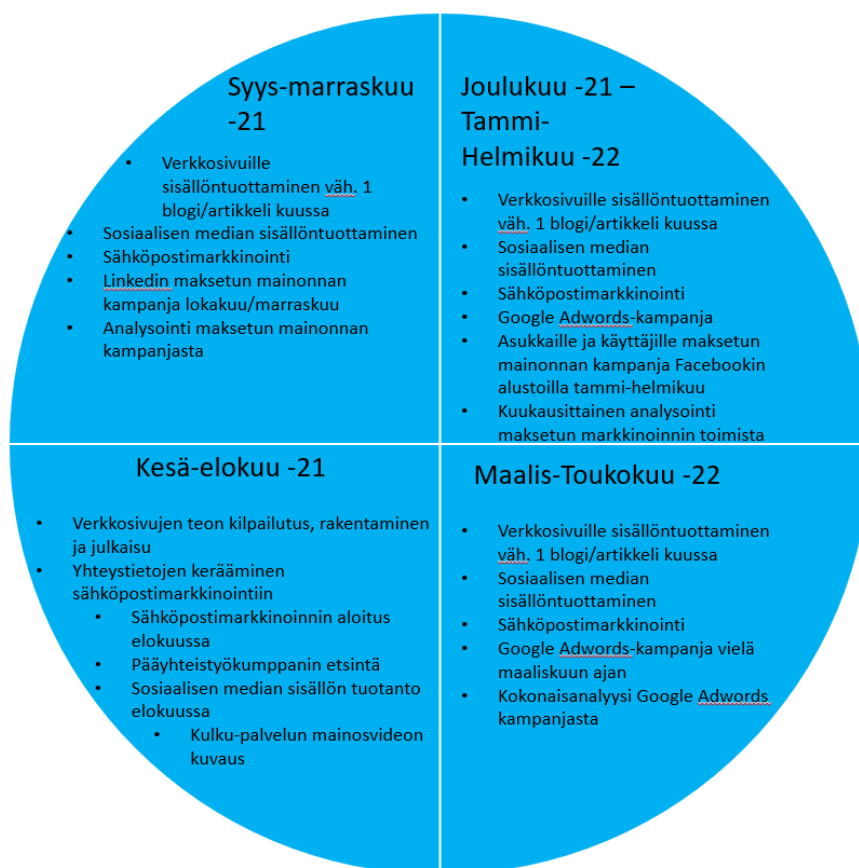 Syys-marraskuu
-21
• Verkkosivuille
sisällöntuottaminen väh. 1
blogi/artikkeli kuussa
• Sosiaalisen median sisällöntuottaminen
• Sähköpostimarkkinointi
• Linkedin maksetun mainonnan
kampanja lokakuu/marraskuu
• Analysointi maksetun mainonnan
kampanjasta
Joulukuu -21 –
Tammi-
Helmikuu -22
• Verkkosivuille sisällöntuottaminen
väh. 1 blogi/artikkeli kuussa
• Sosiaalisen median
sisällöntuottaminen
• Sähköpostimarkkinointi
• Google Adwords-kampanja
• Asukkaille ja käyttäjille maksetun
mainonnan kampanja Facebookin
alustoilla tammi-helmikuu
• Kuukausittainen analysointi
maksetun markkinoinnin toimista
Kesä-elokuu -21
• Verkkosivujen teon kilpailutus, rakentaminen
ja julkaisu
• Yhteystietojen kerääminen
sähköpostimarkkinointiin
• Sähköpostimarkkinoinnin aloitus
elokuussa
• Pääyhteistyökumppanin etsintä
• Sosiaalisen median sisällön tuotanto
elokuussa
• Kulku-palvelun mainosvideon
kuvaus
Maalis-Toukokuu -22
• Verkkosivuille sisällöntuottaminen
väh. 1 blogi/artikkeli kuussa
• Sosiaalisen median
sisällöntuottaminen
• Sähköpostimarkkinointi
• Google Adwords-kampanja vielä
maaliskuun ajan
• Kokonaisanalyysi Google Adwords
kampanjasta